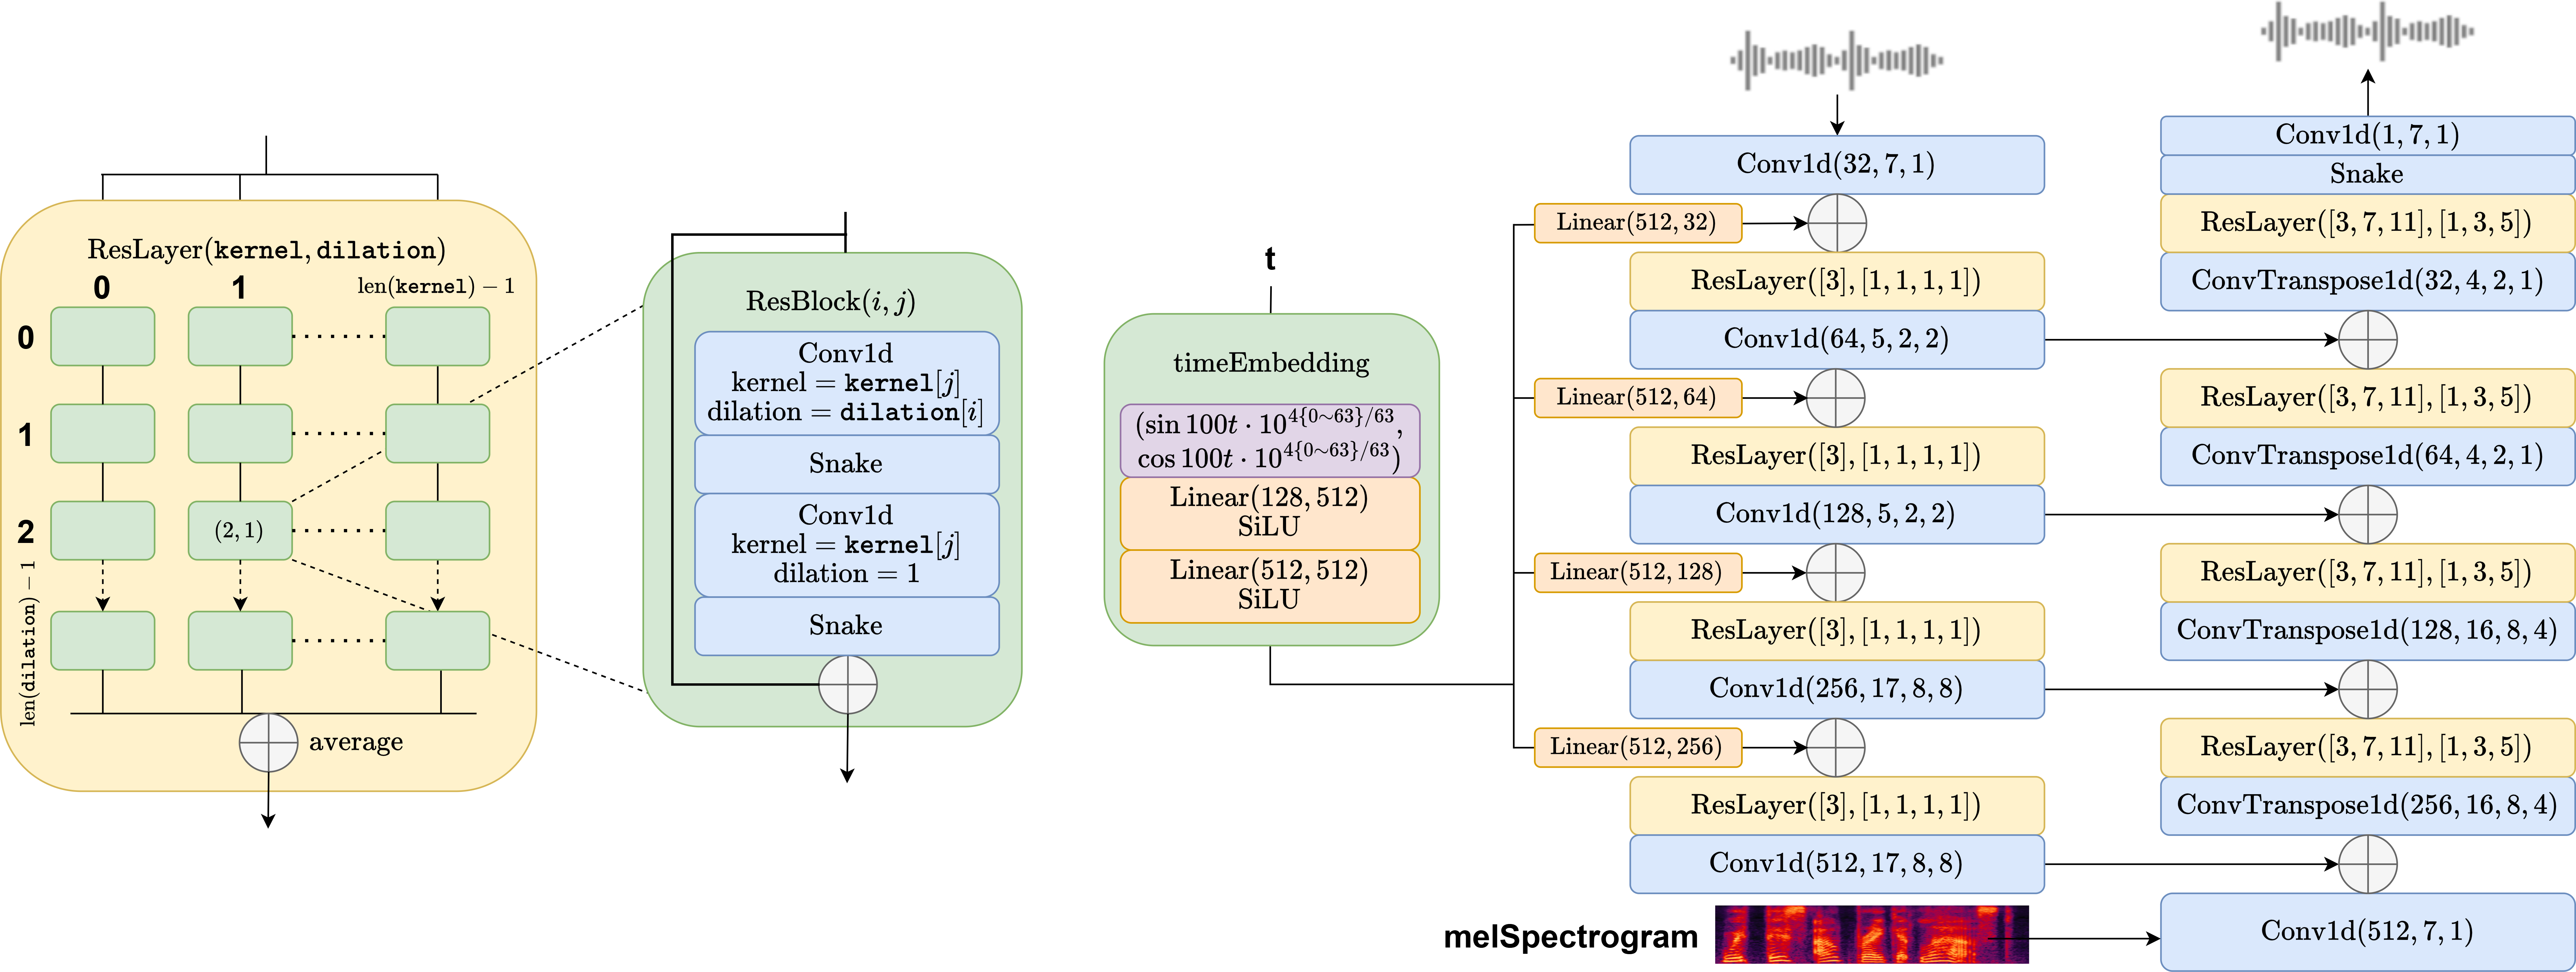 ResLayer(kernel, dilation)
0
1
len(kernel) − 1
0
1
2
(2, 1)
len(dilation) − 1
average
ResBlock(i, j)
Conv1d
kernel = kernel[j]
dilation = dilation[i]
Snake
Conv1d
kernel = kernel[j]
dilation = 1
Snake
t
timeEmbedding
(sin 100t · 10^{4{0∼63}/63},
cos 100t · 10^{4{0∼63}/63})
Linear(128, 512)
SiLU
Linear(512, 512)
SiLU
Linear(512, 32)
Linear(512, 64)
Linear(512, 128)
Linear(512, 256)
Conv1d(32, 7, 1)
ResLayer([3], [1, 1, 1, 1])
Conv1d(64, 5, 2, 2)
ResLayer([3], [1, 1, 1, 1])
Conv1d(128, 5, 2, 2)
ResLayer([3], [1, 1, 1, 1])
Conv1d(256, 17, 8, 8)
ResLayer([3], [1, 1, 1, 1])
Conv1d(512, 17, 8, 8)
melSpectrogram
Conv1d(1, 7, 1)
Snake
ResLayer([3, 7, 11], [1, 3, 5])
ConvTranspose1d(32, 4, 2, 1)
ResLayer([3, 7, 11], [1, 3, 5])
ConvTranspose1d(64, 4, 2, 1)
ResLayer([3, 7, 11], [1, 3, 5])
ConvTranspose1d(128, 16, 8, 4)
ResLayer([3, 7, 11], [1, 3, 5])
ConvTranspose1d(256, 16, 8, 4)
Conv1d(512, 7, 1)